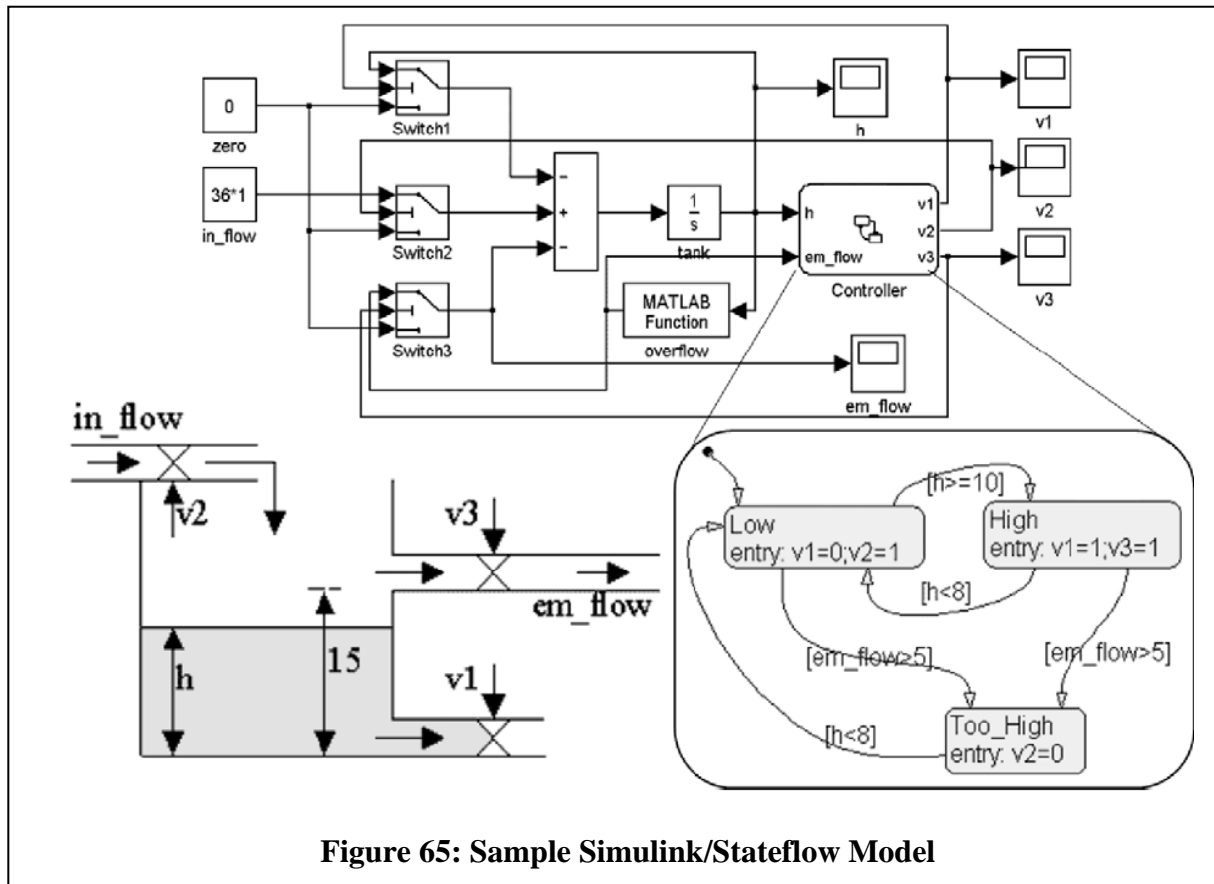 0
zero
36*1
in_flow
Switch1
Switch2
Switch3
−
+
−
1
s
tank
h
h
em_flow
v1
v2
v3
Controller
MATLAB
Function
overflow
em_flow
v1
v2
v3
in_flow
v2
v3
em_flow
15
h
v1
[h>=10]
Low
entry: v1=0;v2=1
High
entry: v1=1;v3=1
[h<8]
[em_flow>5]
[em_flow>5]
[h<8]
Too_High
entry: v2=0
Figure 65: Sample Simulink/Stateflow Model